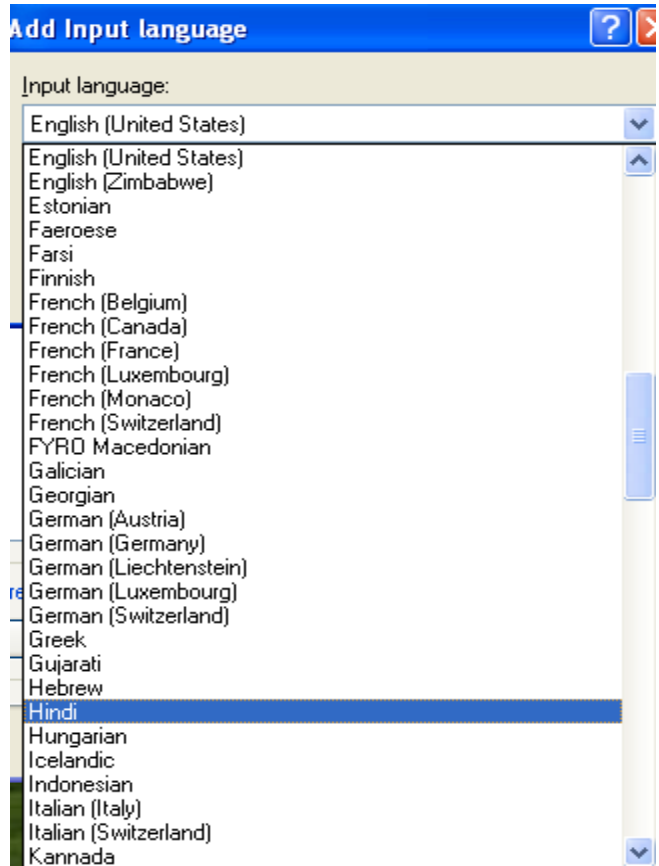 Add Input language
Input language:
English (United States)
English (United States)
English (Zimbabwe)
Estonian
Faeroese
Farsi
Finnish
French (Belgium)
French (Canada)
French (France)
French (Luxembourg)
French (Monaco)
French (Switzerland)
FYRO Macedonian
Galician
Georgian
German (Austria)
German (Germany)
German (Liechtenstein)
German (Luxembourg)
German (Switzerland)
Greek
Gujarati
Hebrew
Hindi
Hungarian
Icelandic
Indonesian
Italian (Italy)
Italian (Switzerland)
Kannada